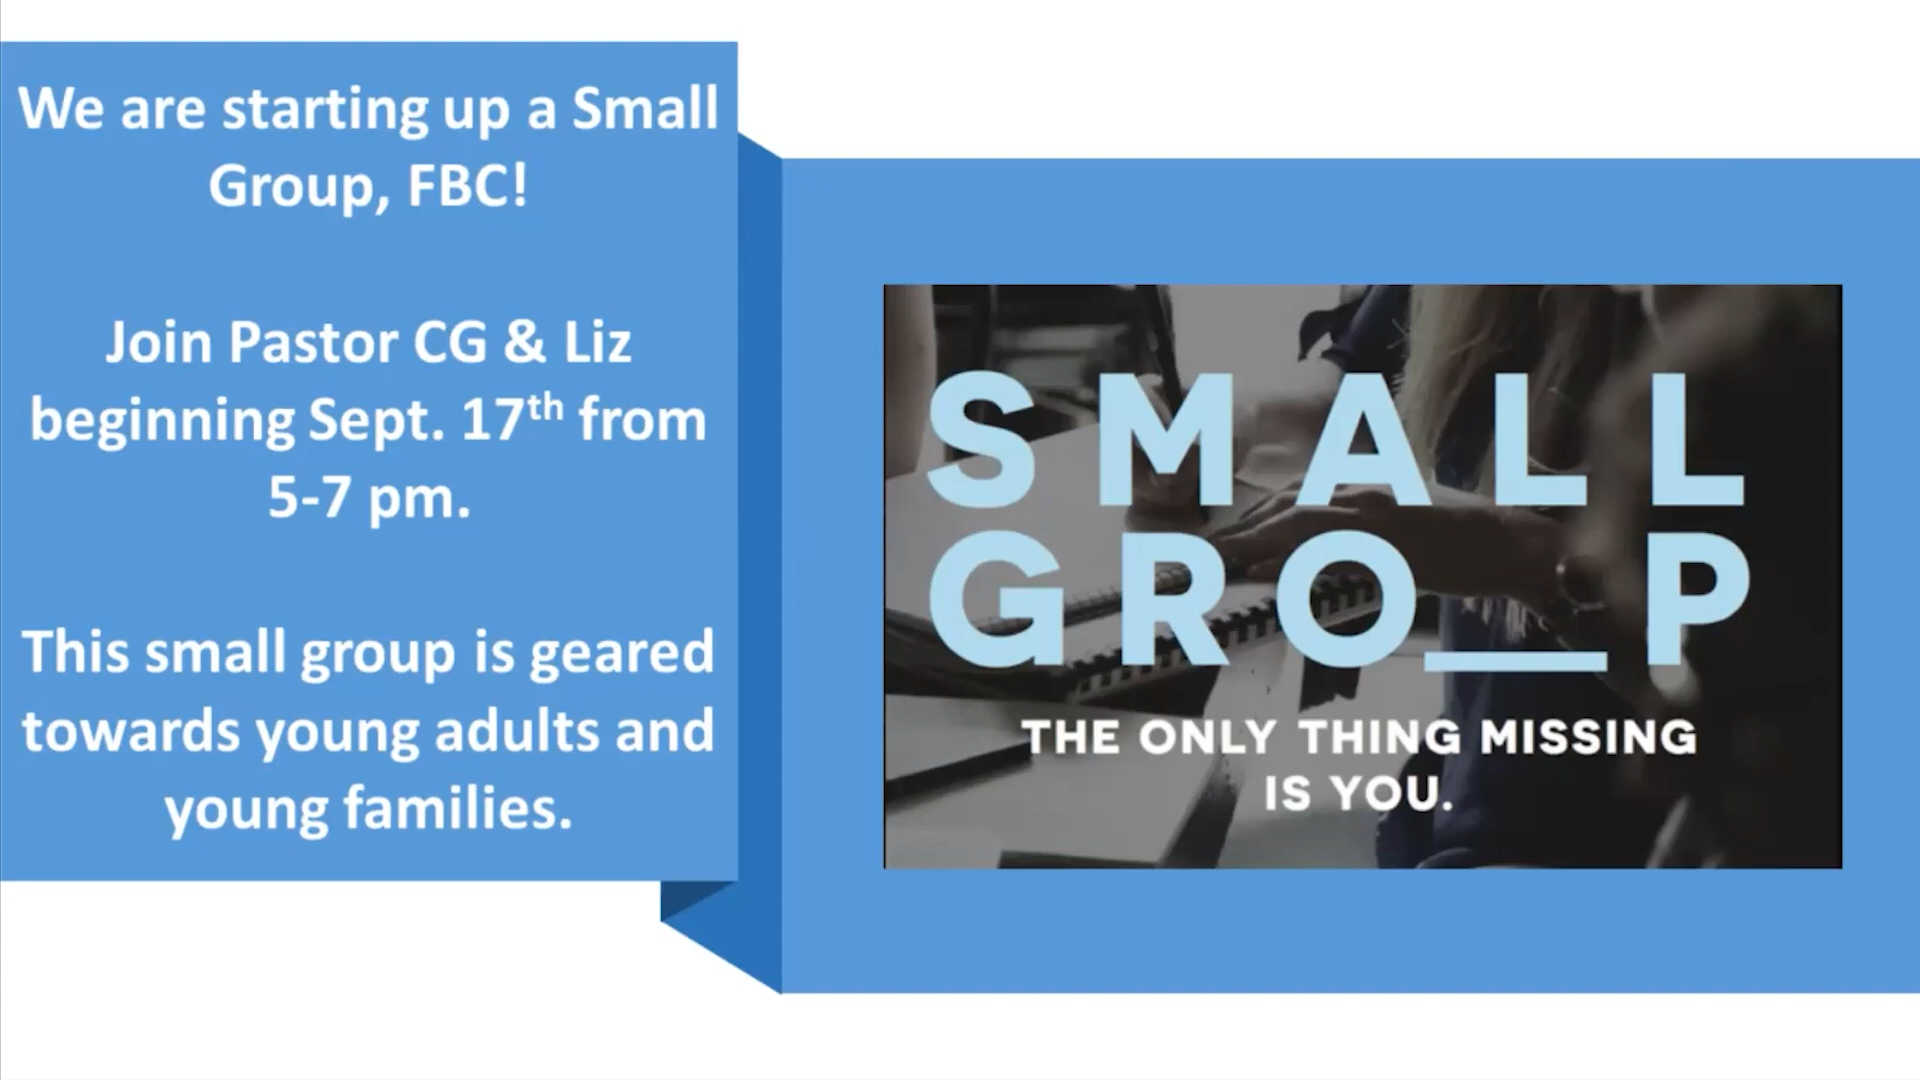 We are starting up a Small
Group, FBC!
Join Pastor CG & Liz
beginning Sept. 17th from
5-7 pm.
This small group is geared
towards young adults and
young families.
SMALL
GRO_P
THE ONLY THING MISSING
IS YOU.